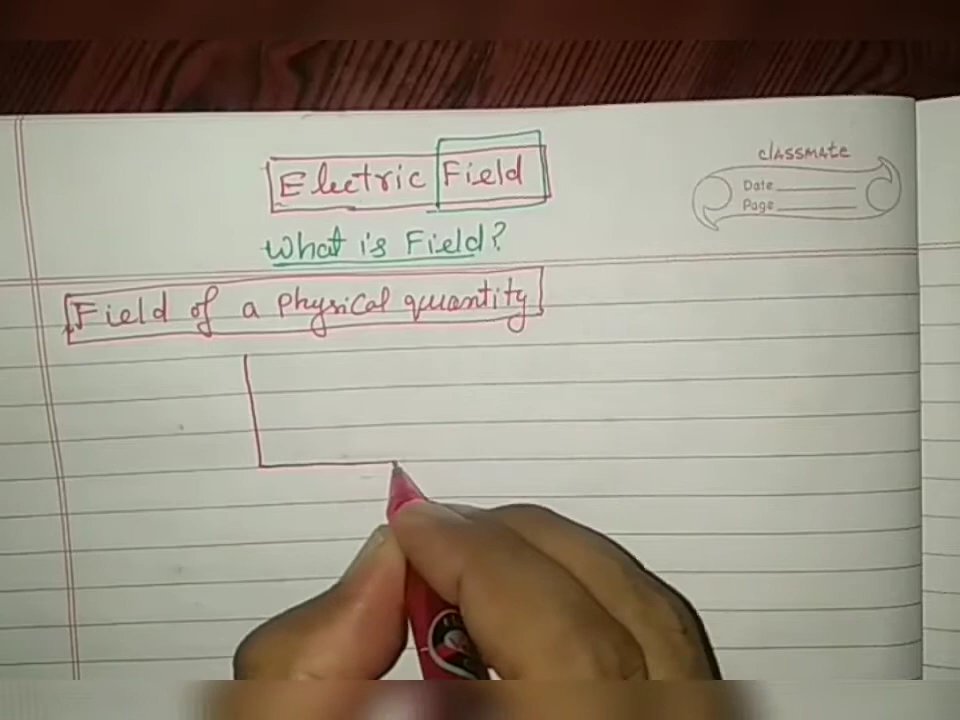 Electric Field
classmate
Date
Page
What is Field?
Field of a physical quantity